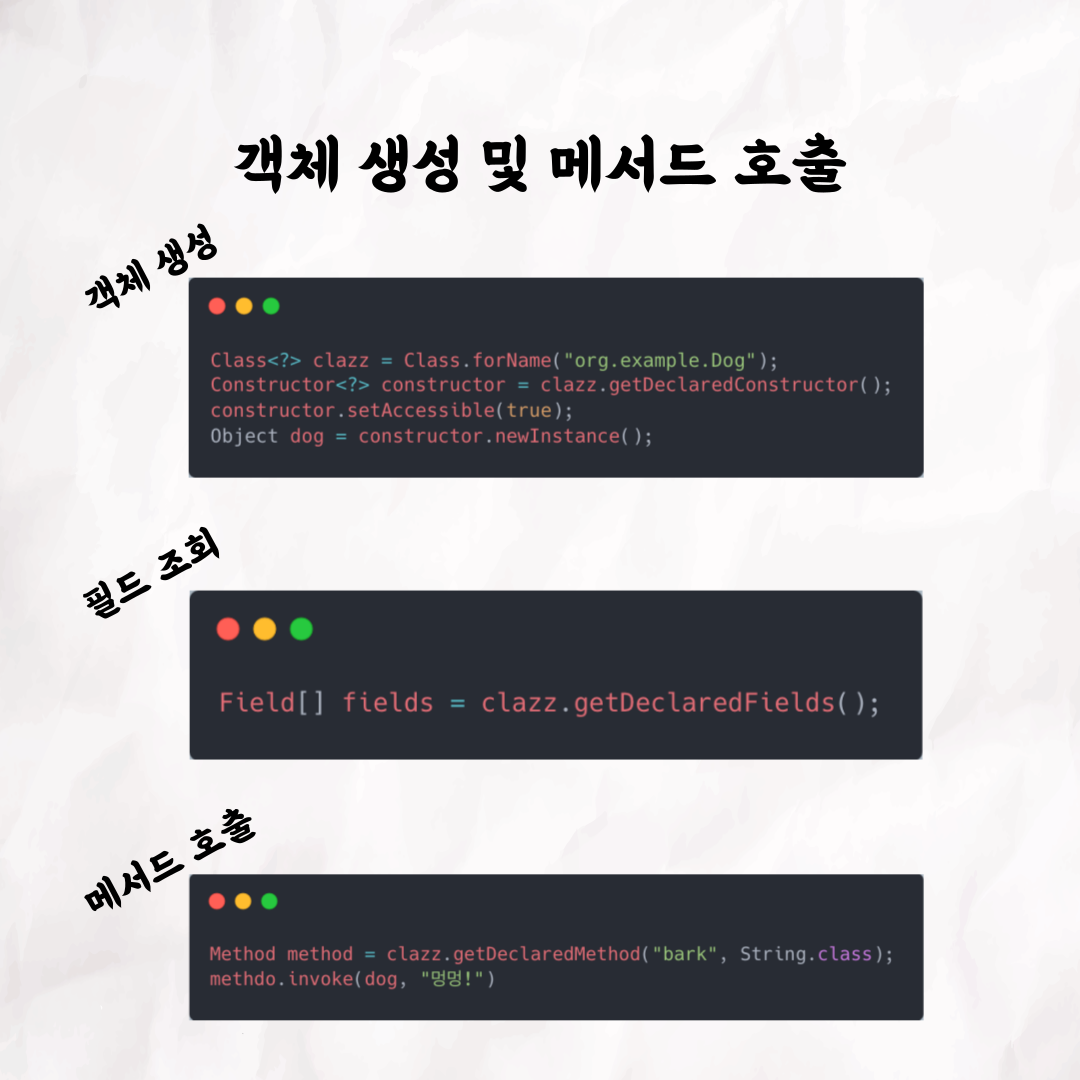 객체 생성 및 메서드 호출
객체 생성
Class<?> clazz = Class.forName("org.example.Dog");
Constructor<?> constructor = clazz.getDeclaredConstructor();
constructor.setAccessible(true);
Object dog = constructor.newInstance();
필드 조회
Field[] fields = clazz.getDeclaredFields();
메서드 호출
Method method = clazz.getDeclaredMethod("bark", String.class);
methdo.invoke(dog, "멍멍!")